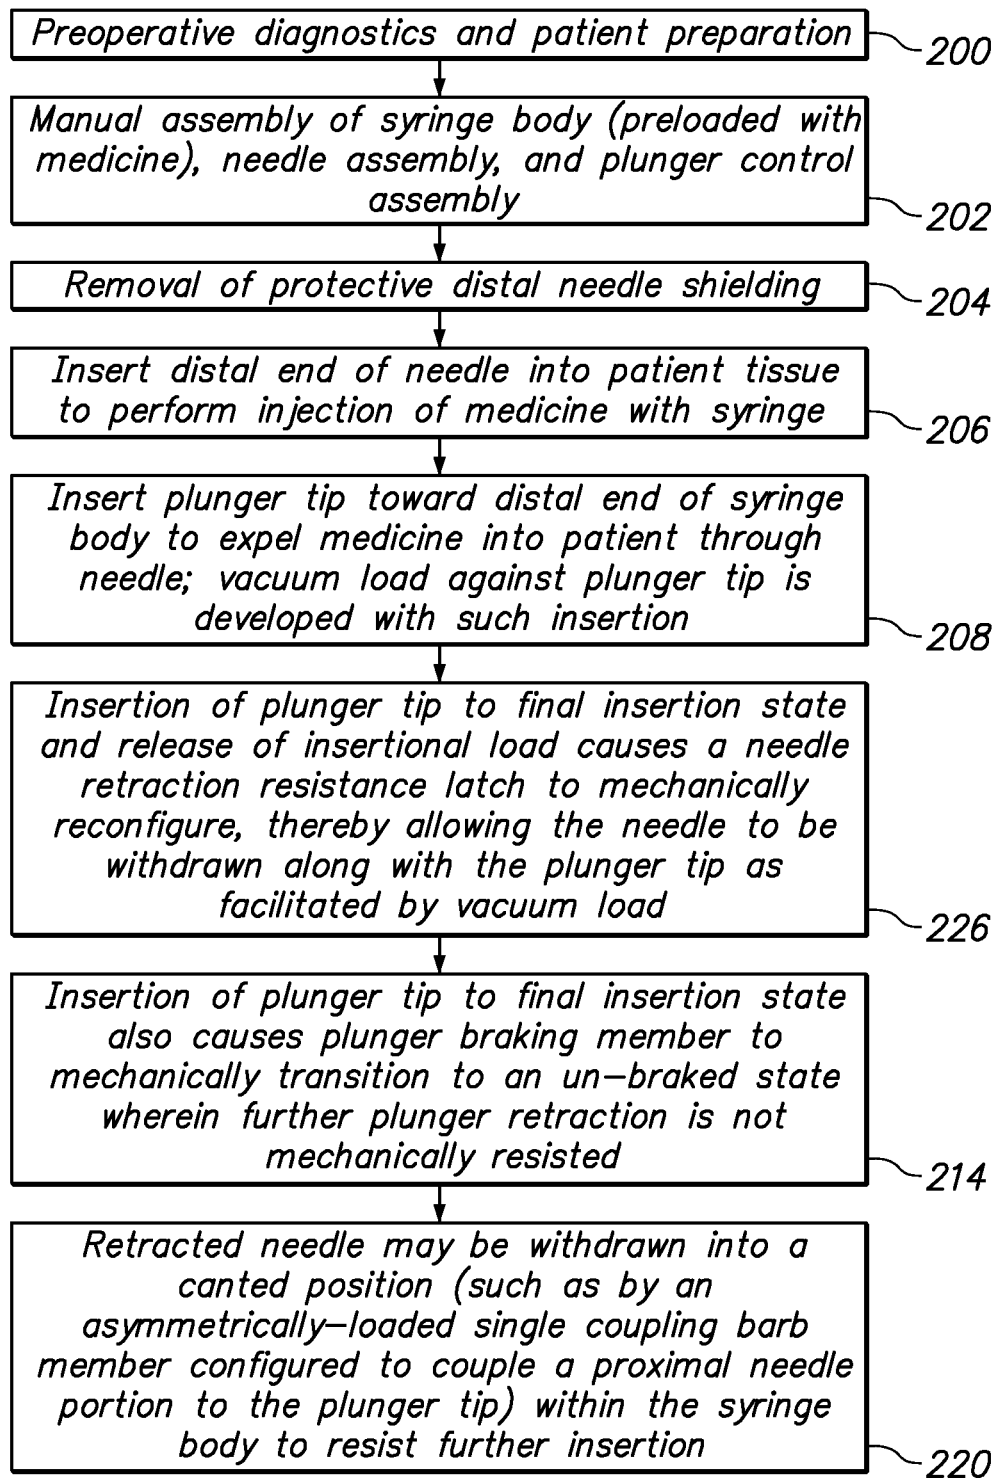 Preoperative diagnostics and patient preparation
200
Manual assembly of syringe body (preloaded with
medicine), needle assembly, and plunger control
assembly
202
Removal of protective distal needle shielding
204
Insert distal end of needle into patient tissue
to perform injection of medicine with syringe
206
Insert plunger tip toward distal end of syringe
body to expel medicine into patient through
needle; vacuum load against plunger tip is
developed with such insertion
208
Insertion of plunger tip to final insertion state
and release of insertional load causes a needle
retraction resistance latch to mechanically
reconfigure, thereby allowing the needle to be
withdrawn along with the plunger tip as
facilitated by vacuum load
226
Insertion of plunger tip to final insertion state
also causes plunger braking member to
mechanically transition to an un-braked state
wherein further plunger retraction is not
mechanically resisted
214
Retracted needle may be withdrawn into a
canted position (such as by an
asymmetrically-loaded single coupling barb
member configured to couple a proximal needle
portion to the plunger tip) within the syringe
body to resist further insertion
220